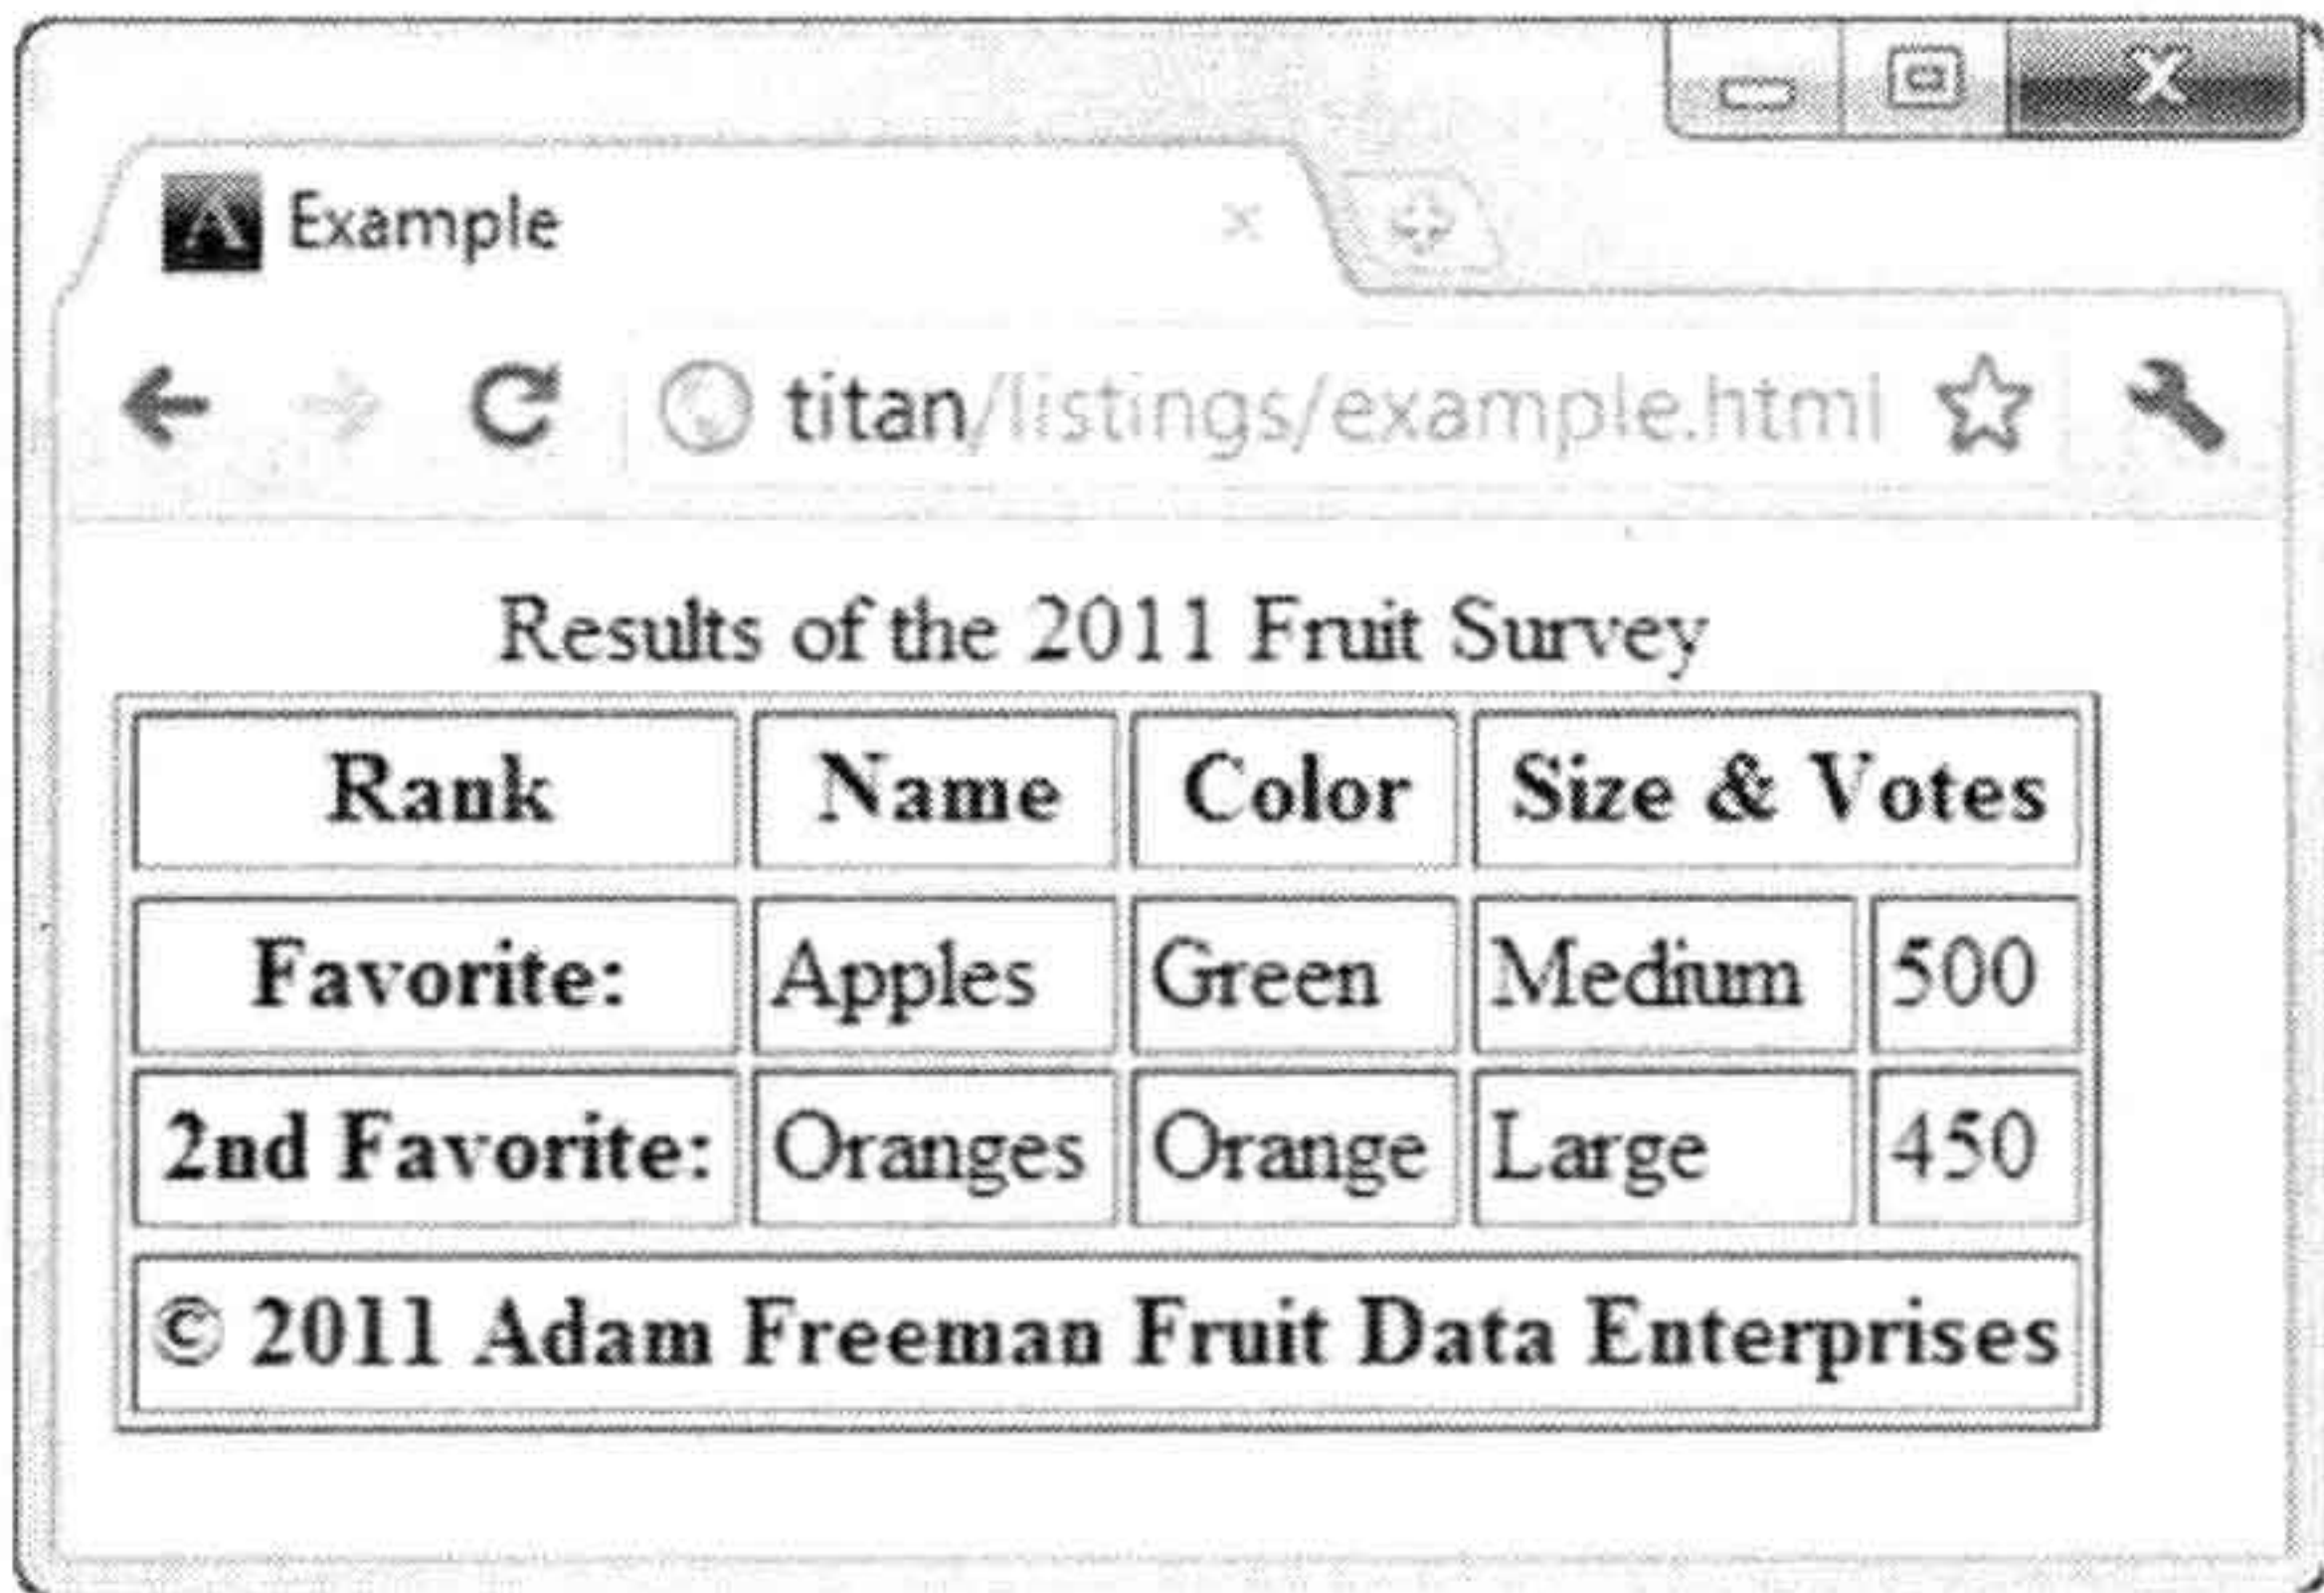 Example
titan/listings/example.html
Results of the 2011 Fruit Survey
Rank Name Color Size & Votes
Favorite: Apples Green Medium 500
2nd Favorite: Oranges Orange Large 450
© 2011 Adam Freeman Fruit Data Enterprises